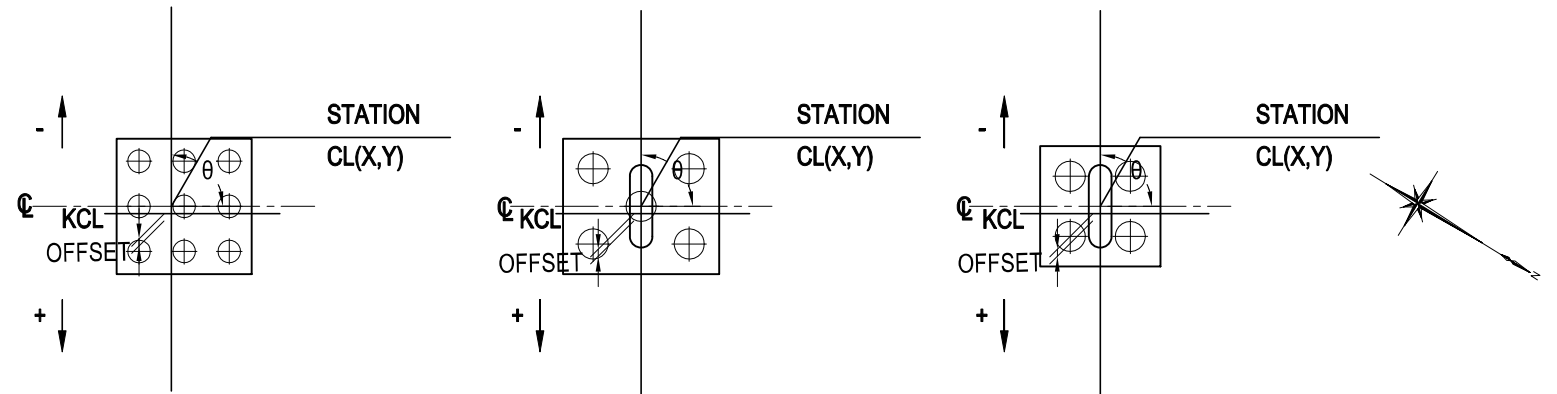 STATION
CL(X,Y)
-
θ
℄
KCL
OFFSET
+
STATION
CL(X,Y)
-
θ
℄
KCL
OFFSET
+
STATION
CL(X,Y)
-
θ
℄
KCL
OFFSET
+
N